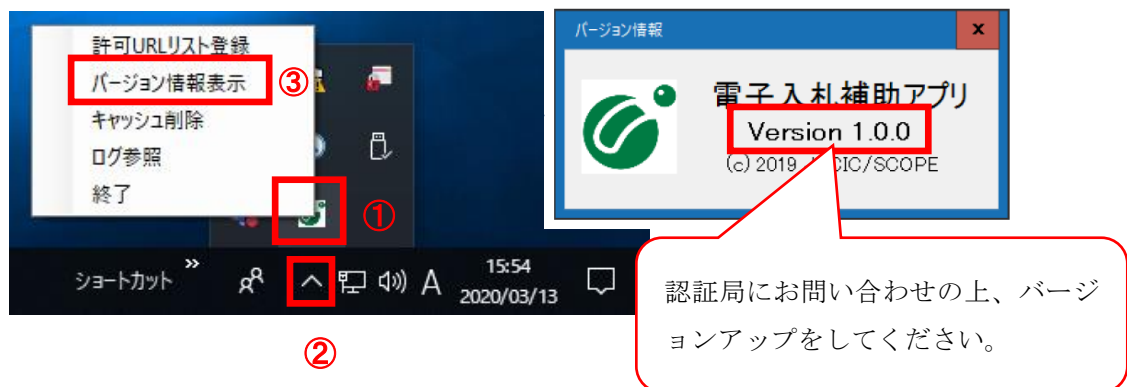 許可URLリスト登録
バージョン情報表示
③
キャッシュ削除
ログ参照
終了
①
ショートカット
»
A
15:54
2020/03/13
②
バージョン情報
x
電子入札補助アプリ
Version 1.0.0
(c) 2019 CIC/SCOPE
認証局にお問い合わせの上、バージ
ョンアップをしてください。